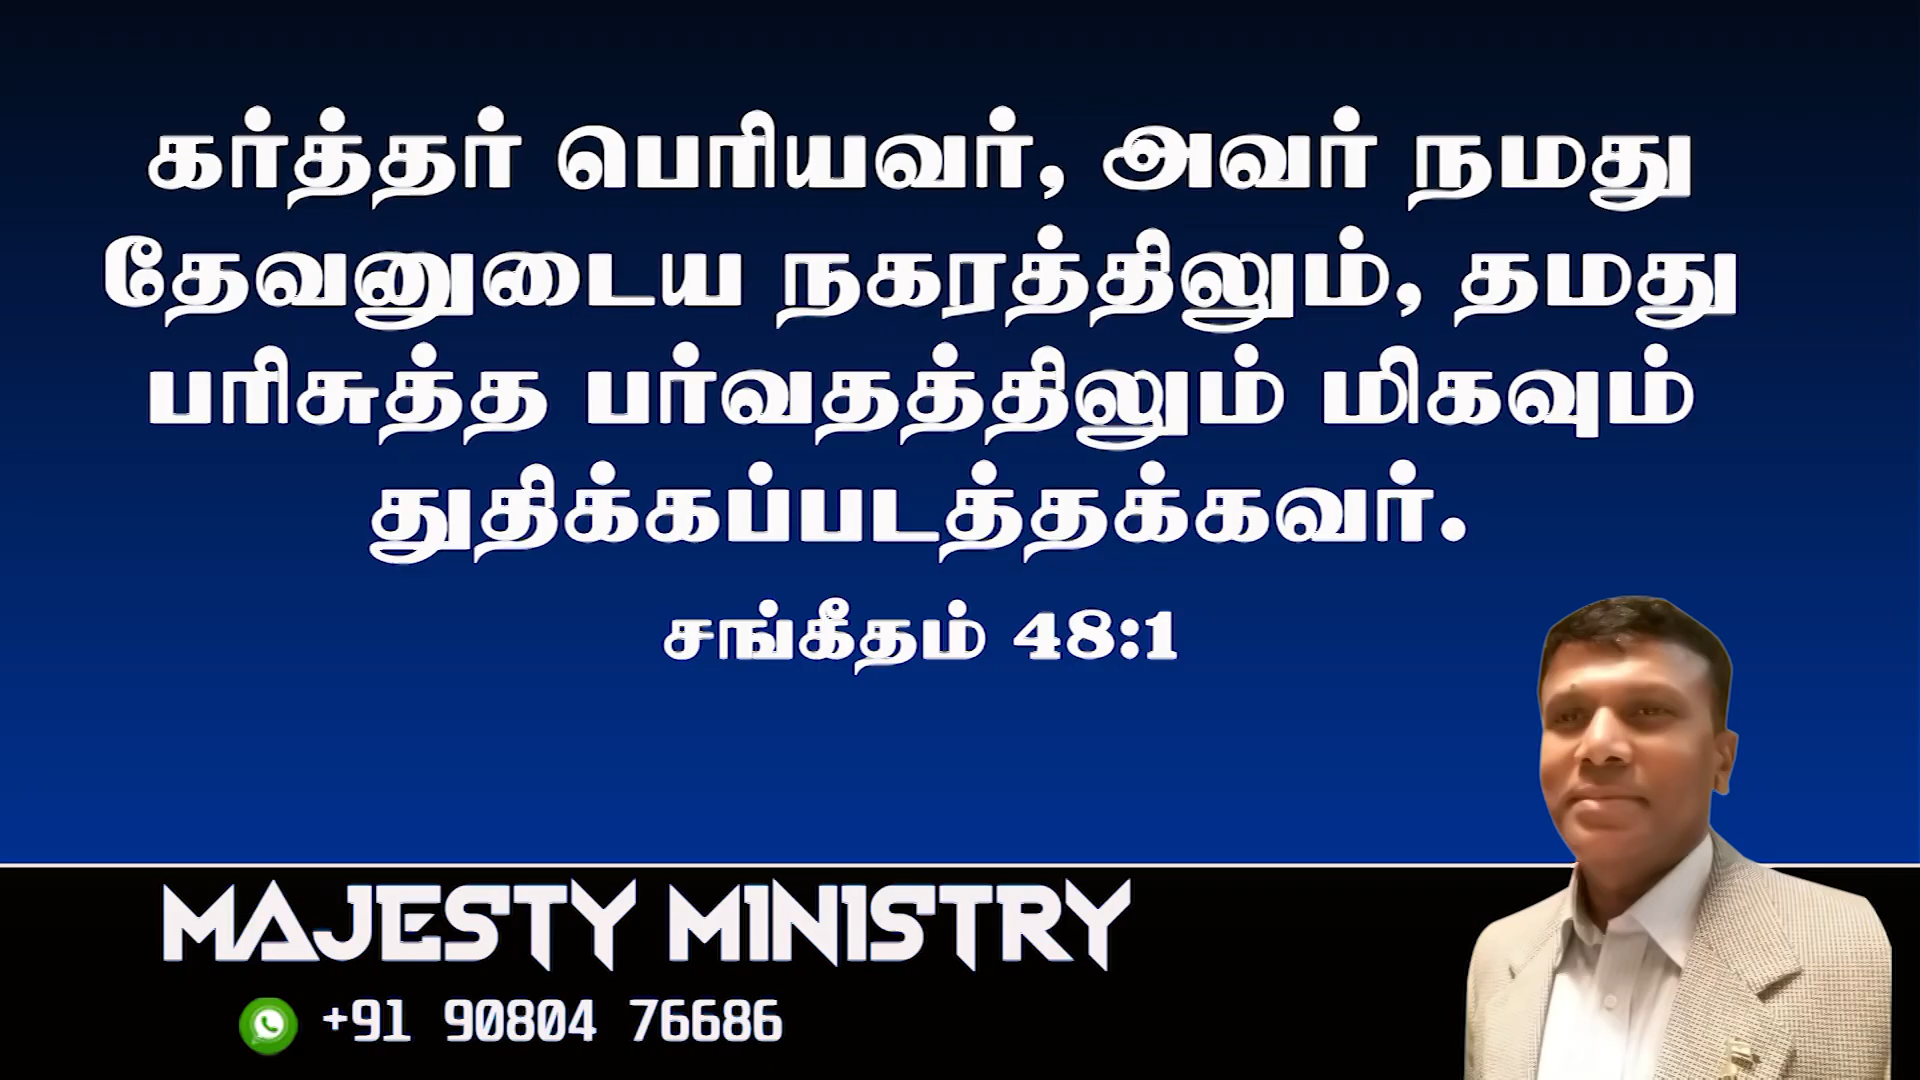 கர்த்தர் பெரியவர், அவர் நமது
தேவனுடைய நகரத்திலும், தமது
பரிசுத்த பர்வதத்திலும் மிகவும்
துதிக்கப்படத்தக்கவர்.
சங்கீதம் 48:1
MAJESTY MINISTRY
+91 90804 76686